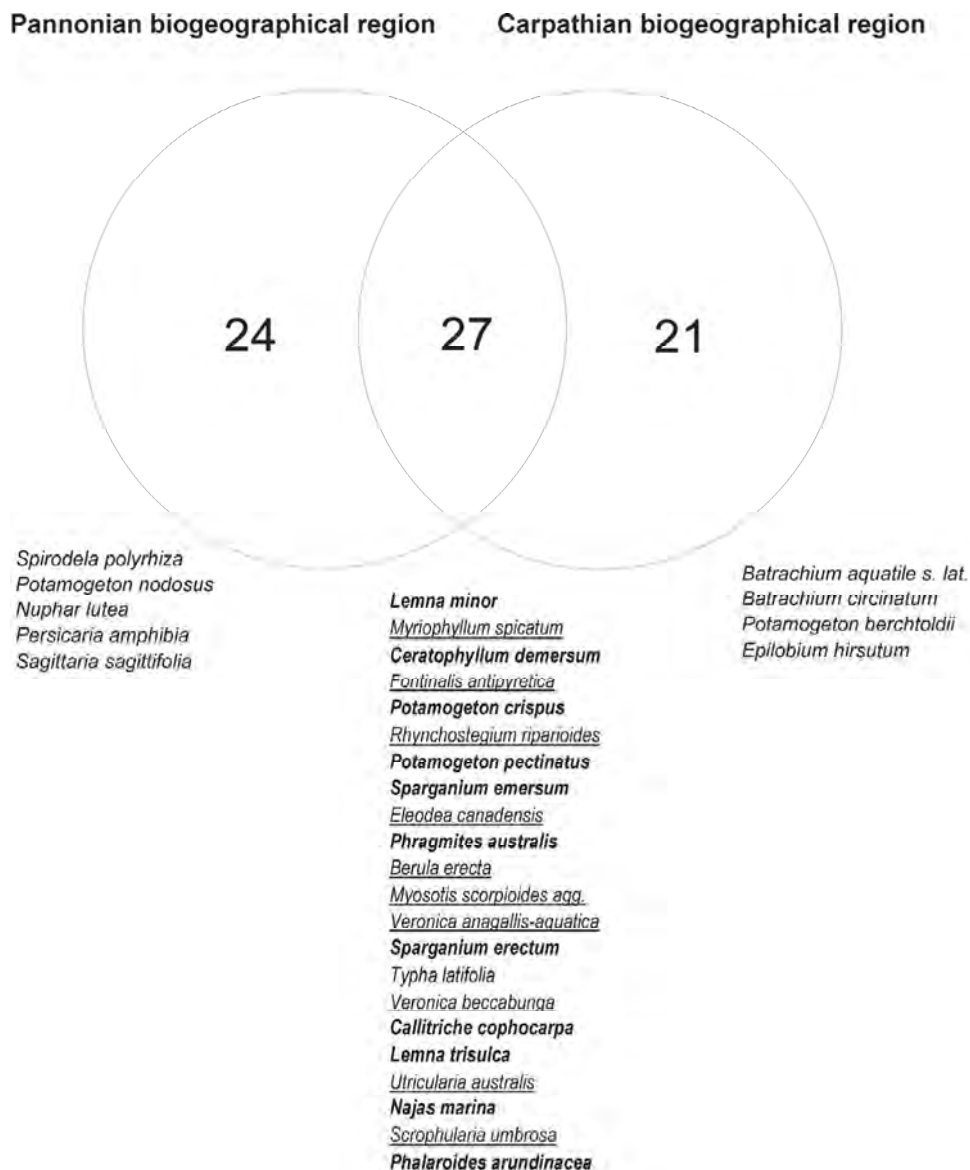 Pannonian biogeographical region
Carpathian biogeographical region
24
27
21
Spirodela polyrhiza
Potamogeton nodosus
Nuphar lutea
Persicaria amphibia
Sagittaria sagittifolia
Lemna minor
Myriophyllum spicatum
Ceratophyllum demersum
Fontinalis antipyretica
Potamogeton crispus
Rhynchostegium riparioides
Potamogeton pectinatus
Sparganium emersum
Eleodea canadensis
Phragmites australis
Berula erecta
Myosotis scorpioides agg.
Veronica anagallis-aquatica
Sparganium erectum
Typha latifolia
Veronica beccabunga
Callitriche cophocarpa
Lemna trisulca
Utricularia australis
Najas marina
Scrophularia umbrosa
Phalaroides arundinacea
Batrachium aquatile s. lat.
Batrachium circinatum
Potamogeton berchtoldii
Epilobium hirsutum